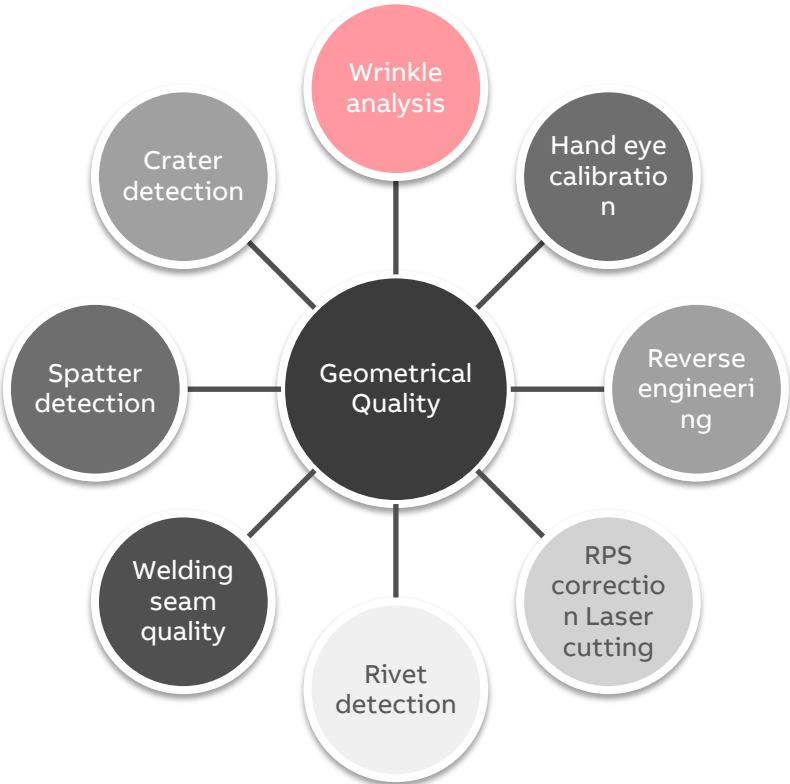 Wrinkle
analysis
Hand eye
calibratio
n
Reverse
engineeri
ng
RPS
correctio
n Laser
cutting
Rivet
detection
Welding
seam
quality
Spatter
detection
Crater
detection
Geometrical
Quality